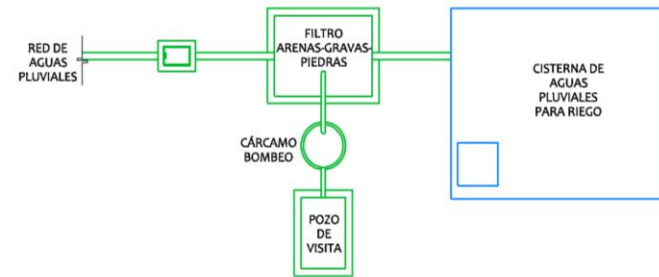 RED DE
AGUAS
PLUVIALES
FILTRO
ARENAS-GRAVAS-
PIEDRAS
CISTERNA DE
AGUAS
PLUVIALES
PARA RIEGO
CÁRCAMO
BOMBEO
POZO
DE
VISITA